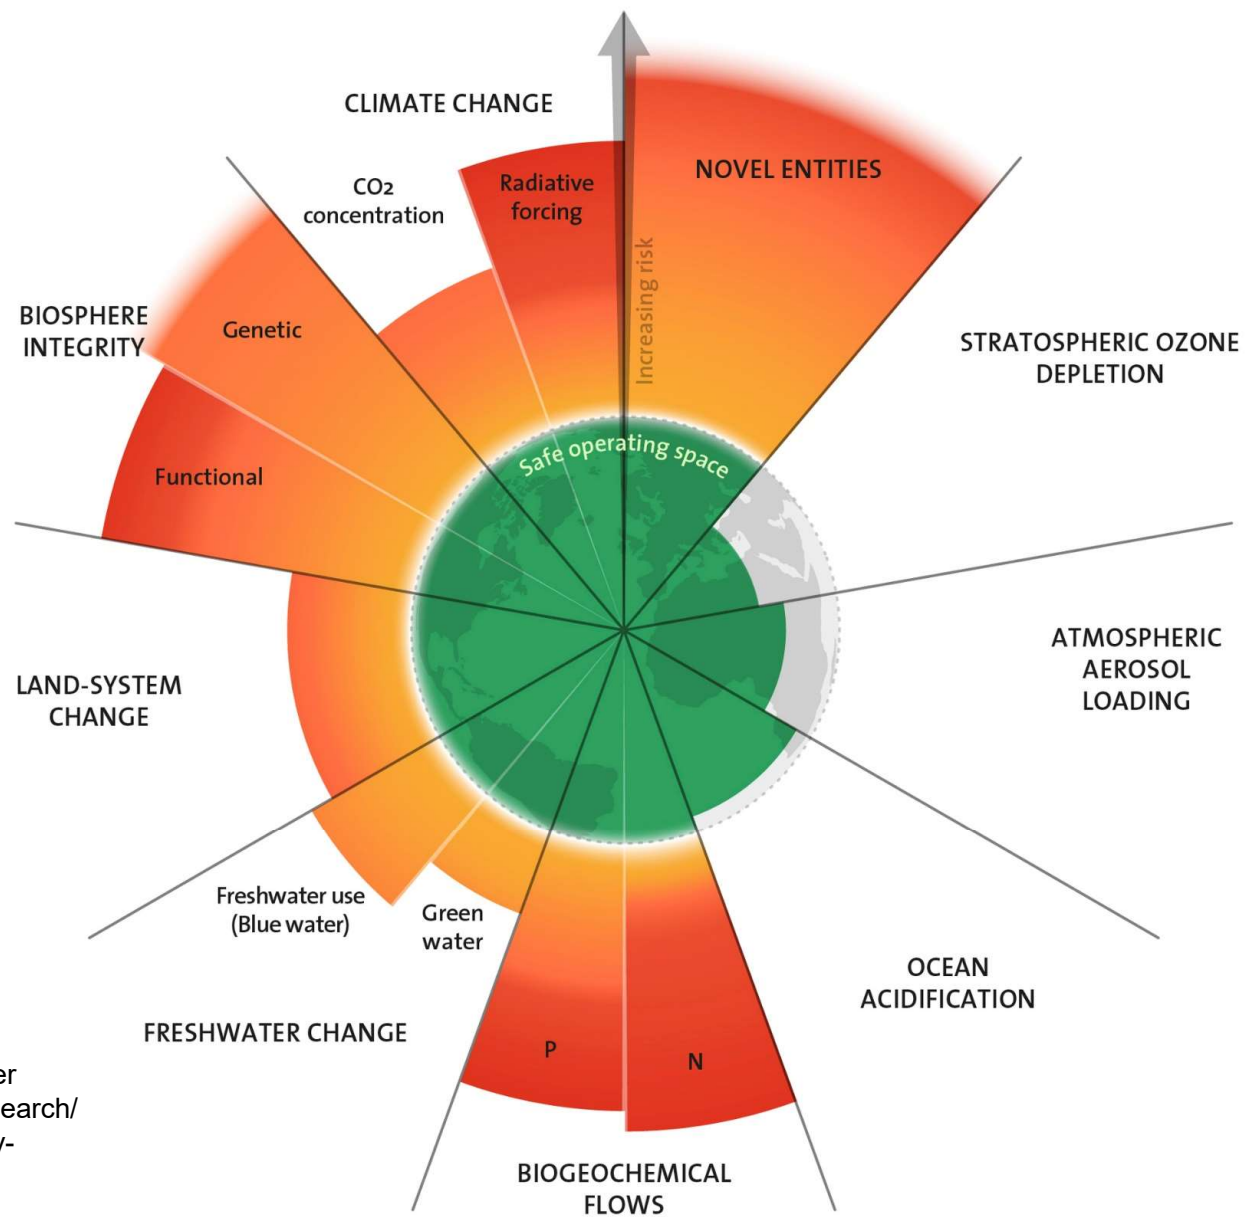 CLIMATE CHANGE
CO2
concentration
Radiative
forcing
NOVEL ENTITIES
Increasing risk
STRATOSPHERIC OZONE
DEPLETION
BIOSPHERE
INTEGRITY
Genetic
Functional
Safe operating space
ATMOSPHERIC
AEROSOL
LOADING
LAND-SYSTEM
CHANGE
Freshwater use
(Blue water)
Green
water
FRESHWATER CHANGE
OCEAN
ACIDIFICATION
P
N
BIOGEOCHEMICAL
FLOWS
er
earch/